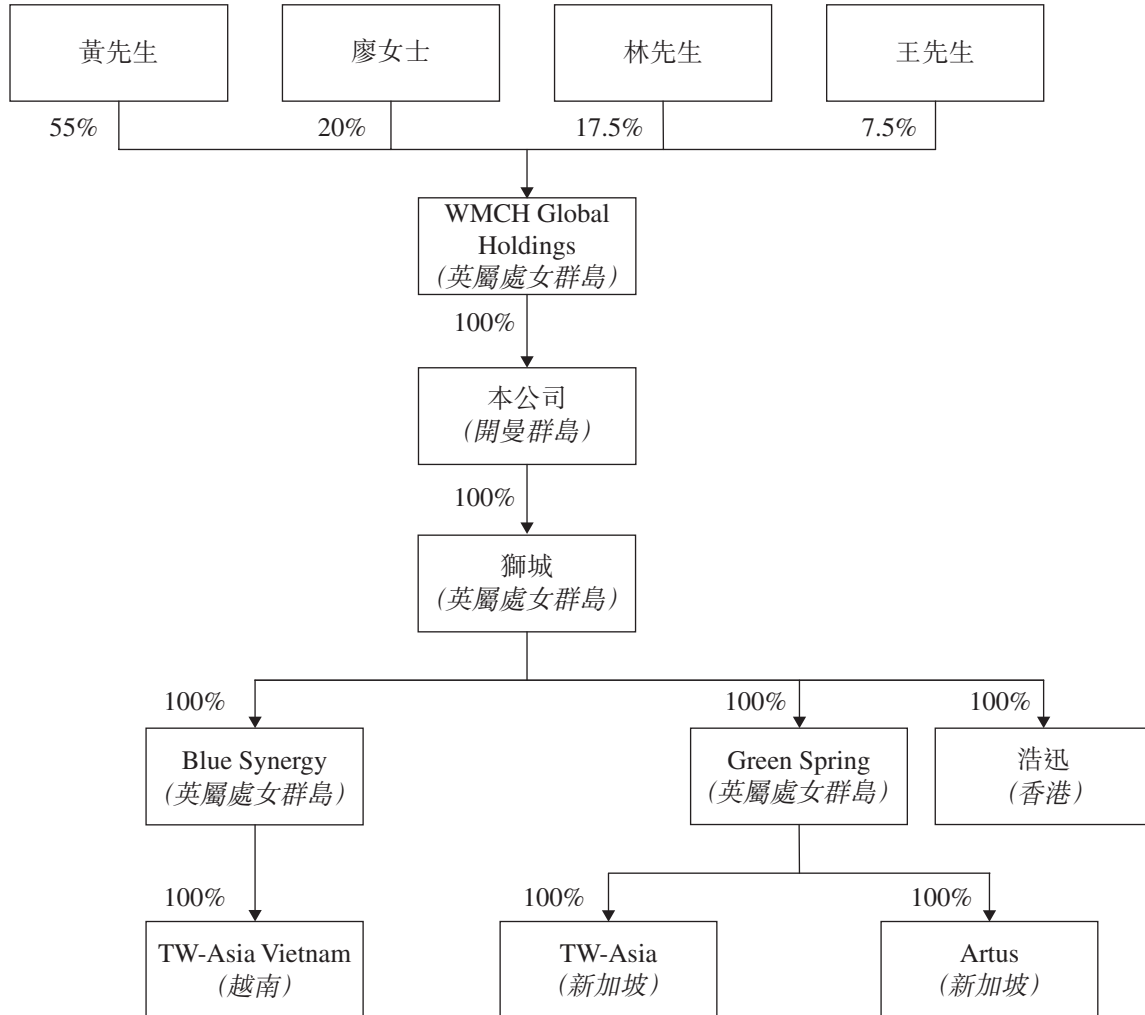 黃先生
廖女士
林先生
王先生
55%
20%
17.5%
7.5%
WMCH Global
Holdings
(英屬處女群島)
100%
本公司
(開曼群島)
100%
獅城
(英屬處女群島)
100%
100%
100%
Blue Synergy
(英屬處女群島)
Green Spring
(英屬處女群島)
浩迅
(香港)
100%
100%
100%
TW-Asia Vietnam
(越南)
TW-Asia
(新加坡)
Artus
(新加坡)